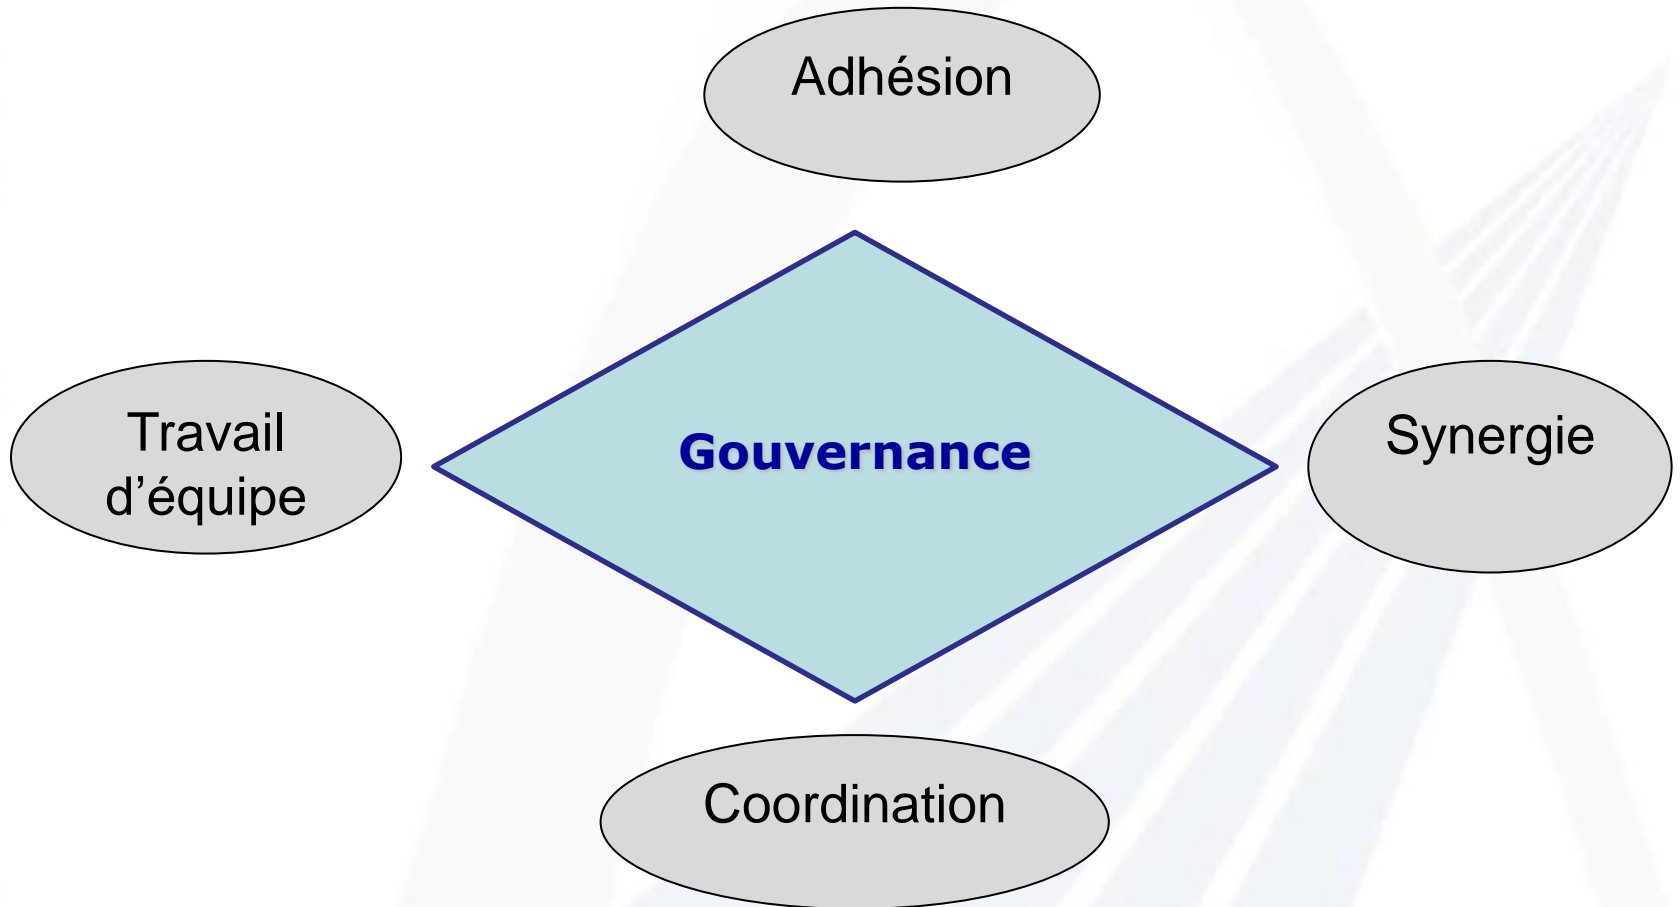 Adhésion
Travail
d’équipe
Gouvernance
Synergie
Coordination